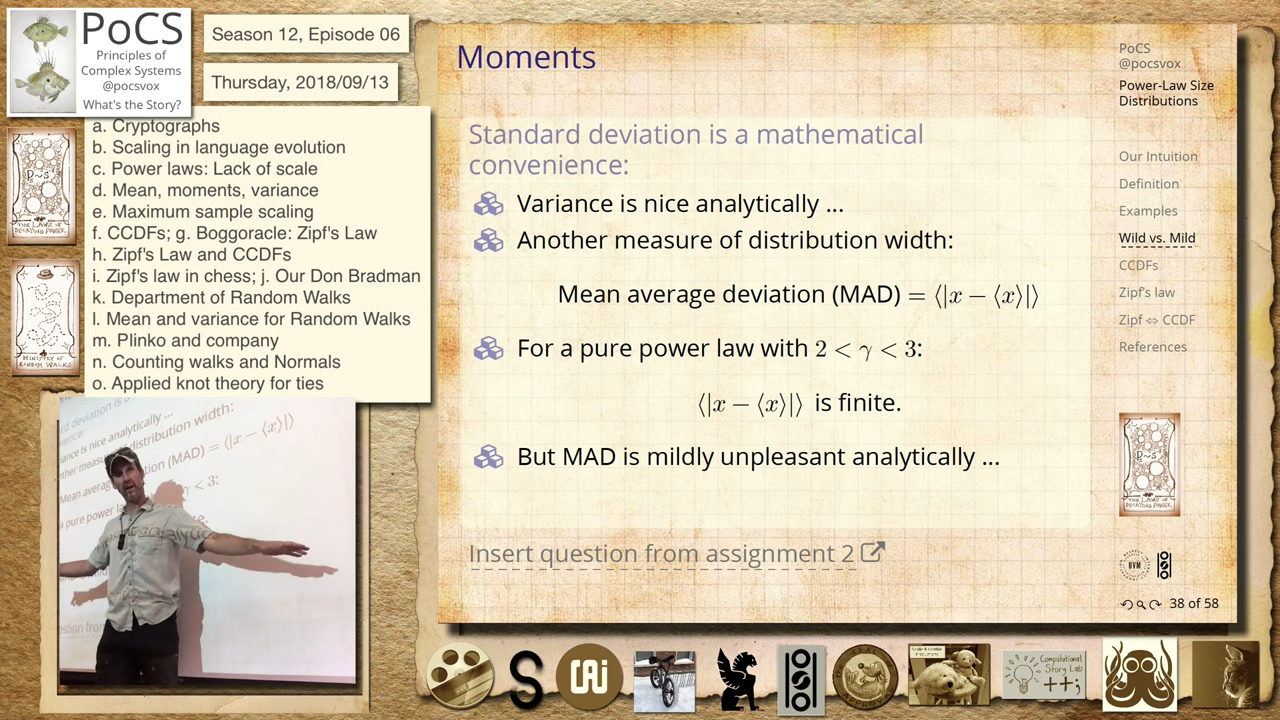 PoCS
Principles of
Complex Systems
@pocsvox
What's the Story?
Season 12, Episode 06
Thursday, 2018/09/13
a. Cryptographs
b. Scaling in language evolution
c. Power laws: Lack of scale
d. Mean, moments, variance
e. Maximum sample scaling
f. CCDFs; g. Boggoracle: Zipf's Law
h. Zipf's Law and CCDFs
i. Zipf's law in chess; j. Our Don Bradman
k. Department of Random Walks
l. Mean and variance for Random Walks
m. Plinko and company
n. Counting walks and Normals
o. Applied knot theory for ties
Moments
Standard deviation is a mathematical
convenience:
Variance is nice analytically ...
Another measure of distribution width:
Mean average deviation (MAD) = ⟨|x − ⟨x⟩|⟩
For a pure power law with 2 < γ < 3:
⟨|x − ⟨x⟩|⟩ is finite.
But MAD is mildly unpleasant analytically ...
Insert question from assignment 2
PoCS
@pocsvox
Power-Law Size
Distributions
Our Intuition
Definition
Examples
Wild vs. Mild
CCDFs
Zipf's law
Zipf ⇔ CCDF
References
UVM
38 of 58
Computational
Story Lab
++;